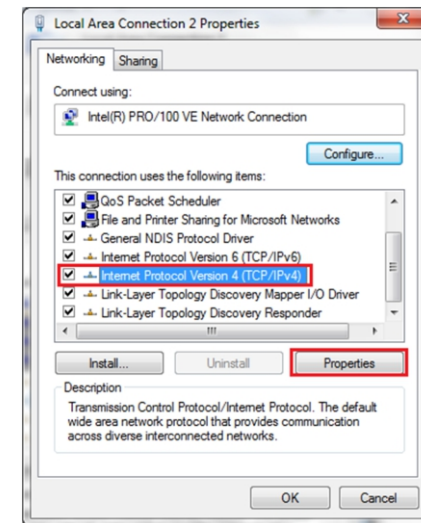 Local Area Connection 2 Properties
Networking
Sharing
Connect using:
Intel(R) PRO/100 VE Network Connection
Configure...
This connection uses the following items:
QoS Packet Scheduler
File and Printer Sharing for Microsoft Networks
General NDIS Protocol Driver
Internet Protocol Version 6 (TCP/IPv6)
Internet Protocol Version 4 (TCP/IPv4)
Link-Layer Topology Discovery Mapper I/O Driver
Link-Layer Topology Discovery Responder
Install...
Uninstall
Properties
Description
Transmission Control Protocol/Internet Protocol. The default
wide area network protocol that provides communication
across diverse interconnected networks.
OK
Cancel